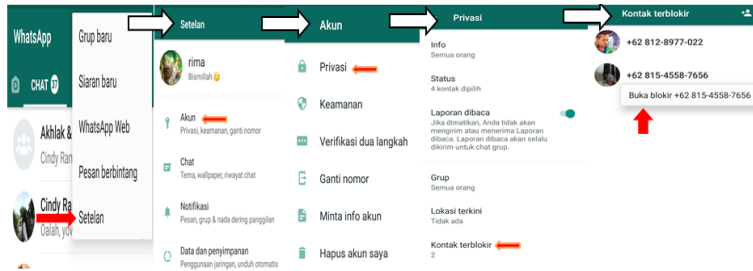 WhatsApp
CHAT 37
Akhlak &
Cindy Ran
Cindy Ra
Oalah, yo
Grup baru
Siaran baru
WhatsApp Web
Pesan berbintang
Setelan
Setelan
rima
Bismillah 😊
Akun
Privasi, keamanan, ganti nomor
Chat
Tema, wallpaper, riwayat chat
Notifikasi
Pesan, grup & nada dering panggilan
Data dan penyimpanan
Penggunaan jaringan, unduh otomatis
Akun
Privasi
Keamanan
Verifikasi dua langkah
Ganti nomor
Minta info akun
Hapus akun saya
Privasi
Info
Semua orang
Status
4 kontak dipilih
Laporan dibaca
Jika dimatikan, Anda tidak akan
mengirim atau menerima Laporan
dibaca. Laporan dibaca akan selalu
dikirim untuk chat grup.
Grup
Semua orang
Lokasi terkini
Tidak ada
Kontak terblokir
2
Kontak terblokir
+62 812-8977-022
+62 815-4558-7656
Buka blokir +62 815-4558-7656